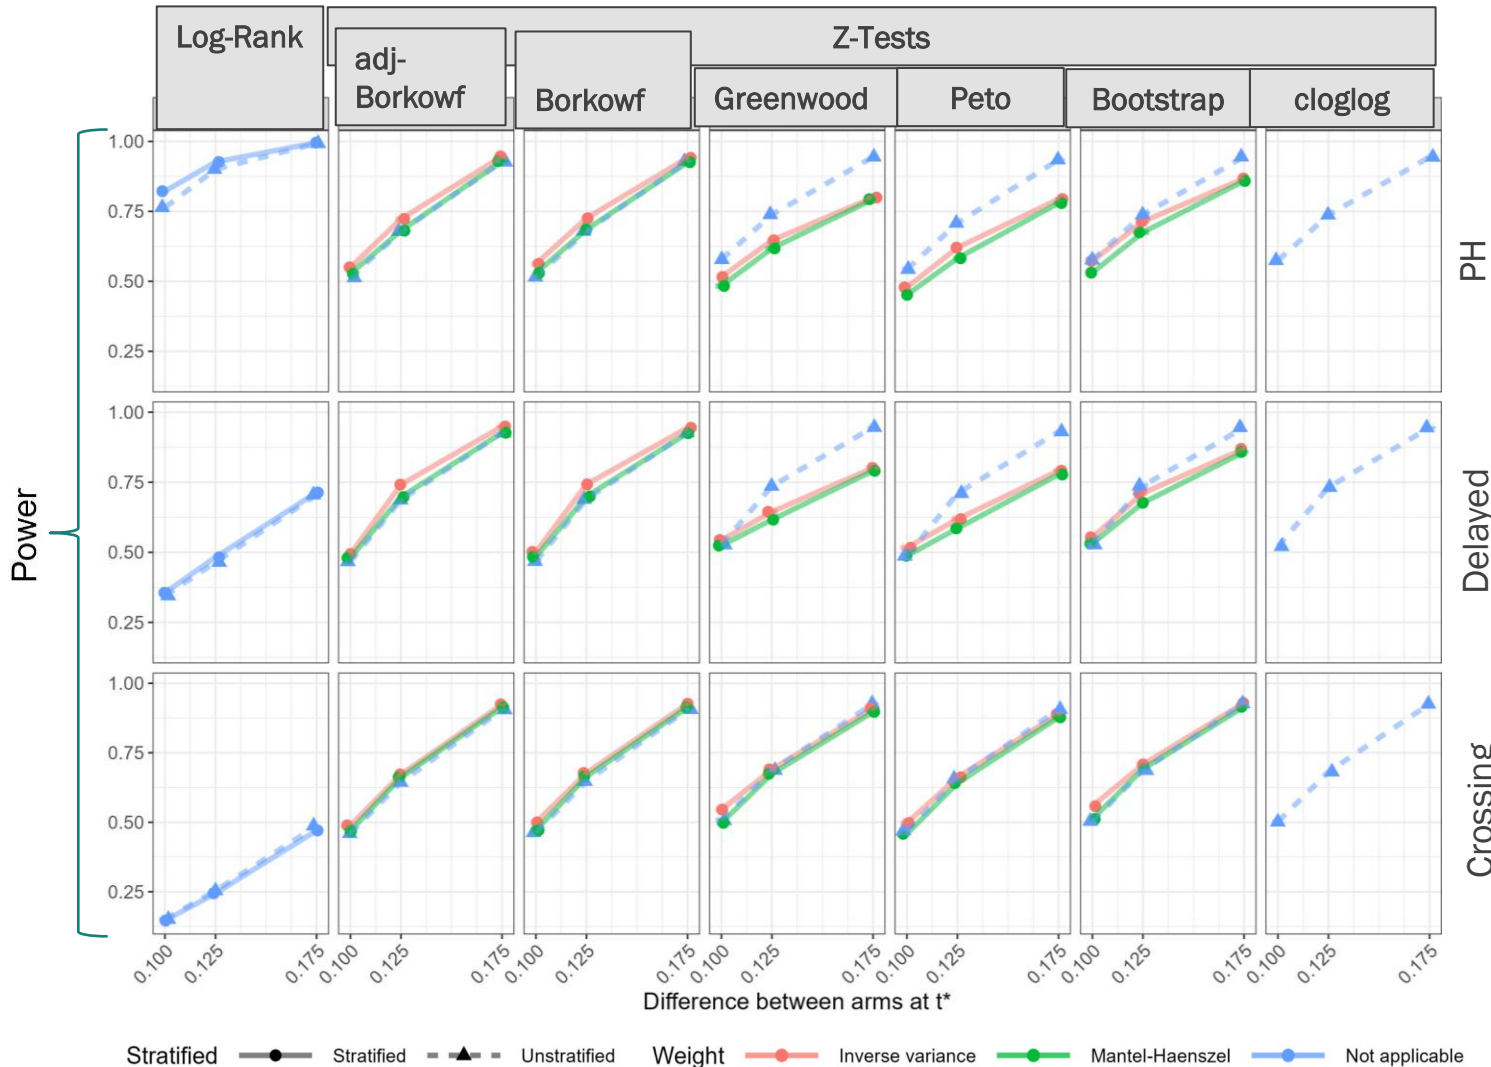 Log-Rank
Z-Tests
adj-
Borkowf
Borkowf
Greenwood
Peto
Bootstrap
cloglog
Power
1.00
0.75
0.50
0.25
PH
1.00
0.75
0.50
0.25
Delayed
1.00
0.75
0.50
0.25
Crossing
0.100 0.125 0.175 0.100 0.125 0.175 0.100 0.125 0.175 0.100 0.125 0.175 0.100 0.125 0.175 0.100 0.125 0.175 0.100 0.125 0.175
Difference between arms at t*
Stratified Stratified Unstratified Weight Inverse variance Mantel-Haenszel Not applicable